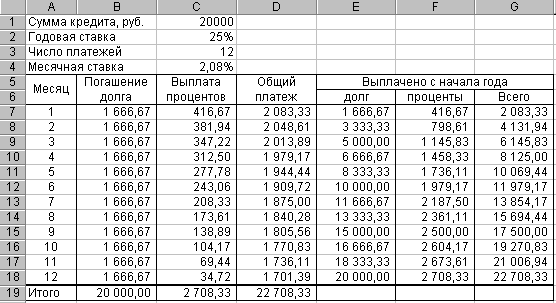 A B C D E F G
1 Сумма кредита, руб. 20000
2 Годовая ставка 25%
3 Число платежей 12
4 Месячная ставка 2,08%
5 Месяц Погашение Выплата Общий Выплачено с начала года
6 долга процентов платеж долг проценты Всего
7 1 1 666,67 416,67 2 083,33 1 666,67 416,67 2 083,33
8 2 1 666,67 381,94 2 048,61 3 333,33 798,61 4 131,94
9 3 1 666,67 347,22 2 013,89 5 000,00 1 145,83 6 145,83
10 4 1 666,67 312,50 1 979,17 6 666,67 1 458,33 8 125,00
11 5 1 666,67 277,78 1 944,44 8 333,33 1 736,11 10 069,44
12 6 1 666,67 243,06 1 909,72 10 000,00 1 979,17 11 979,17
13 7 1 666,67 208,33 1 875,00 11 666,67 2 187,50 13 854,17
14 8 1 666,67 173,61 1 840,28 13 333,33 2 361,11 15 694,44
15 9 1 666,67 138,89 1 805,56 15 000,00 2 500,00 17 500,00
16 10 1 666,67 104,17 1 770,83 16 666,67 2 604,17 19 270,83
17 11 1 666,67 69,44 1 736,11 18 333,33 2 673,61 21 006,94
18 12 1 666,67 34,72 1 701,39 20 000,00 2 708,33 22 708,33
19 Итого 20 000,00 2 708,33 22 708,33